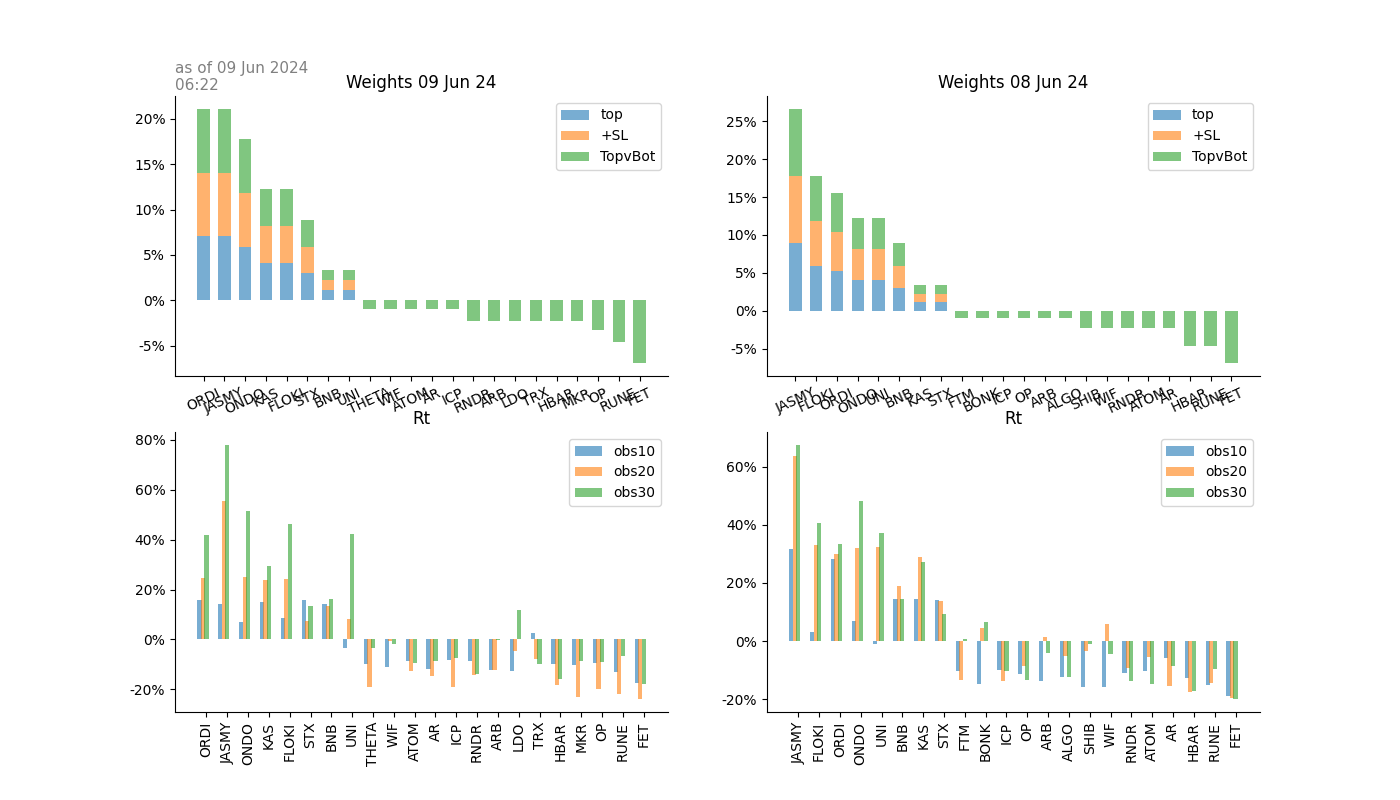 as of 09 Jun 2024
06:22
Weights 09 Jun 24
20%
15%
10%
5%
0%
-5%
top
+SL
TopvBot
ORDI JASMY ONDO KAS FLOKI STX BNB UNI THETA WIF ATOM AR ICP RNDR ARB LDO TRX HBAR MKR OP RUNE FET
Weights 08 Jun 24
25%
20%
15%
10%
5%
0%
-5%
top
+SL
TopvBot
JASMY FLOKI ORDI ONDO UNI BNB KAS STX FTM BONK ICP OP ARB ALGO SHIB WIF RNDR ATOM AR HBAR RUNE FET
Rt
80%
60%
40%
20%
0%
-20%
obs10
obs20
obs30
ORDI JASMY ONDO KAS FLOKI STX BNB UNI THETA WIF ATOM AR ICP RNDR ARB LDO TRX HBAR MKR OP RUNE FET
Rt
60%
40%
20%
0%
-20%
obs10
obs20
obs30
JASMY FLOKI ORDI ONDO UNI BNB KAS STX FTM BONK ICP OP ARB ALGO SHIB WIF RNDR ATOM AR HBAR RUNE FET